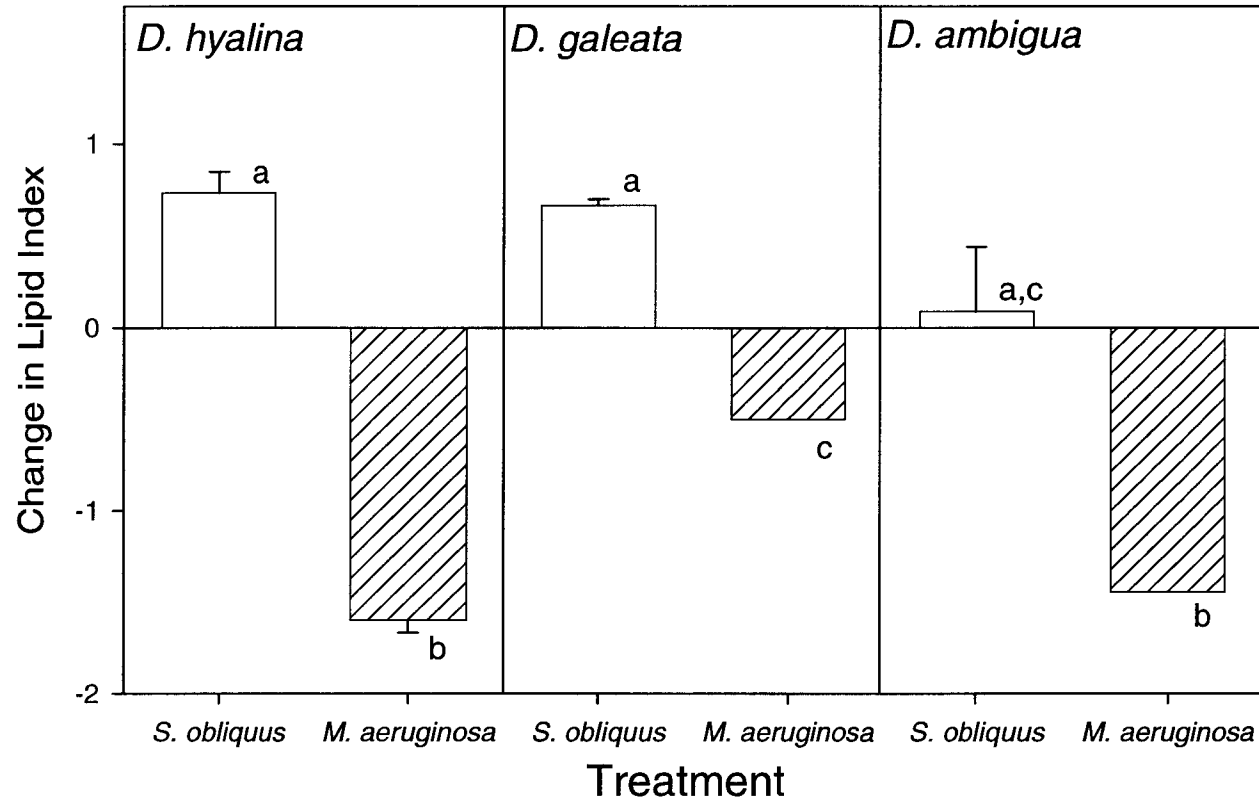 D. hyalina
D. galeata
D. ambigua
Change in Lipid Index
1
0
-1
-2
a
b
a
c
a,c
b
S. obliquus
M. aeruginosa
S. obliquus
M. aeruginosa
S. obliquus
M. aeruginosa
Treatment